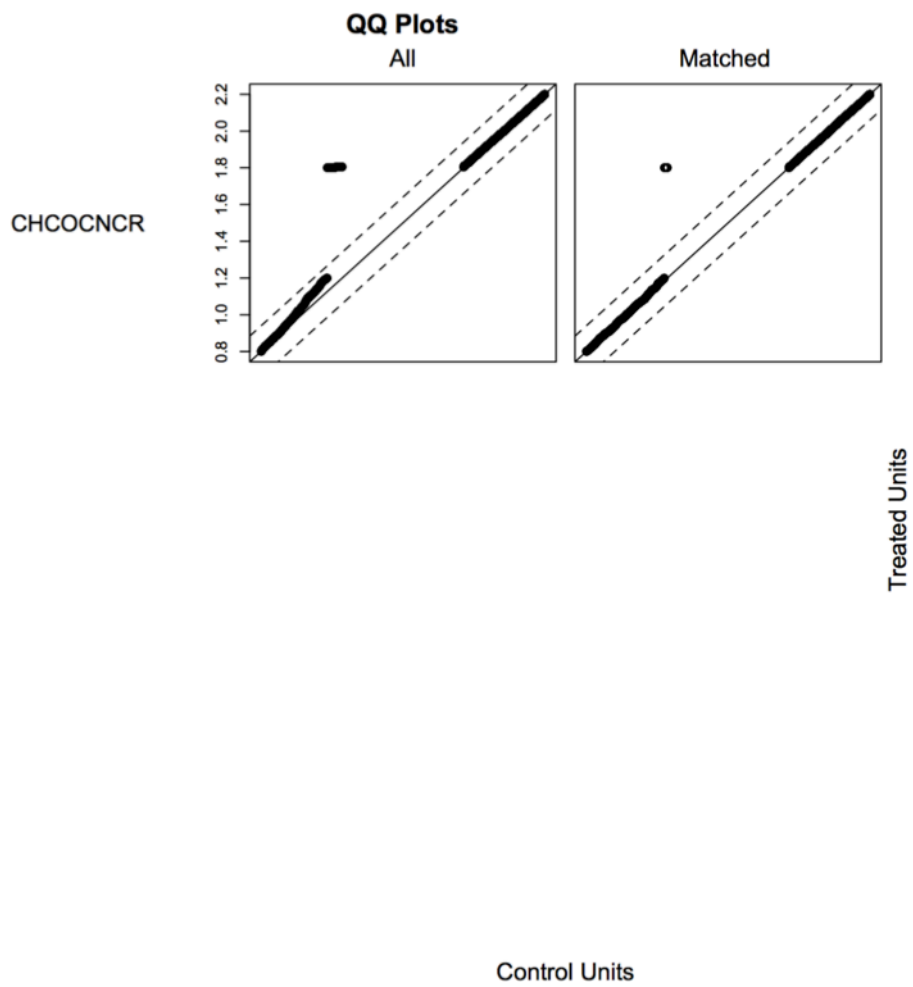 QQ Plots
All
Matched
CHCOCNCR
2.2
2.0
1.8
1.6
1.4
1.2
1.0
0.8
Treated Units
Control Units